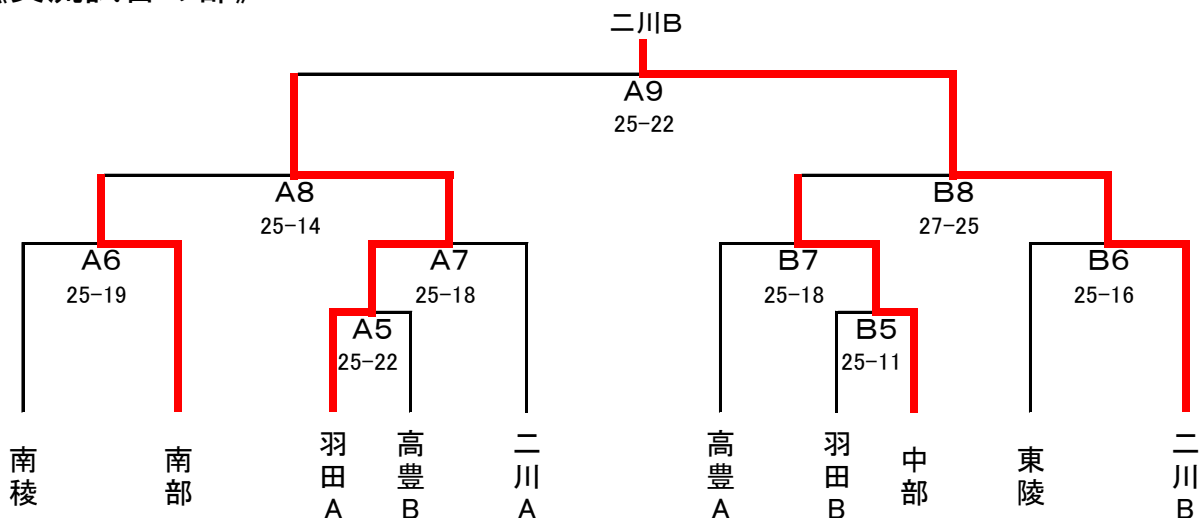 二川B
A9
25-22
A8
25-14
B8
27-25
A6
25-19
A7
25-18
B7
25-18
B6
25-16
A5
25-22
B5
25-11
南稜
南部
羽田A
高豊B
二川A
高豊A
羽田B
中部
東陵
二川B